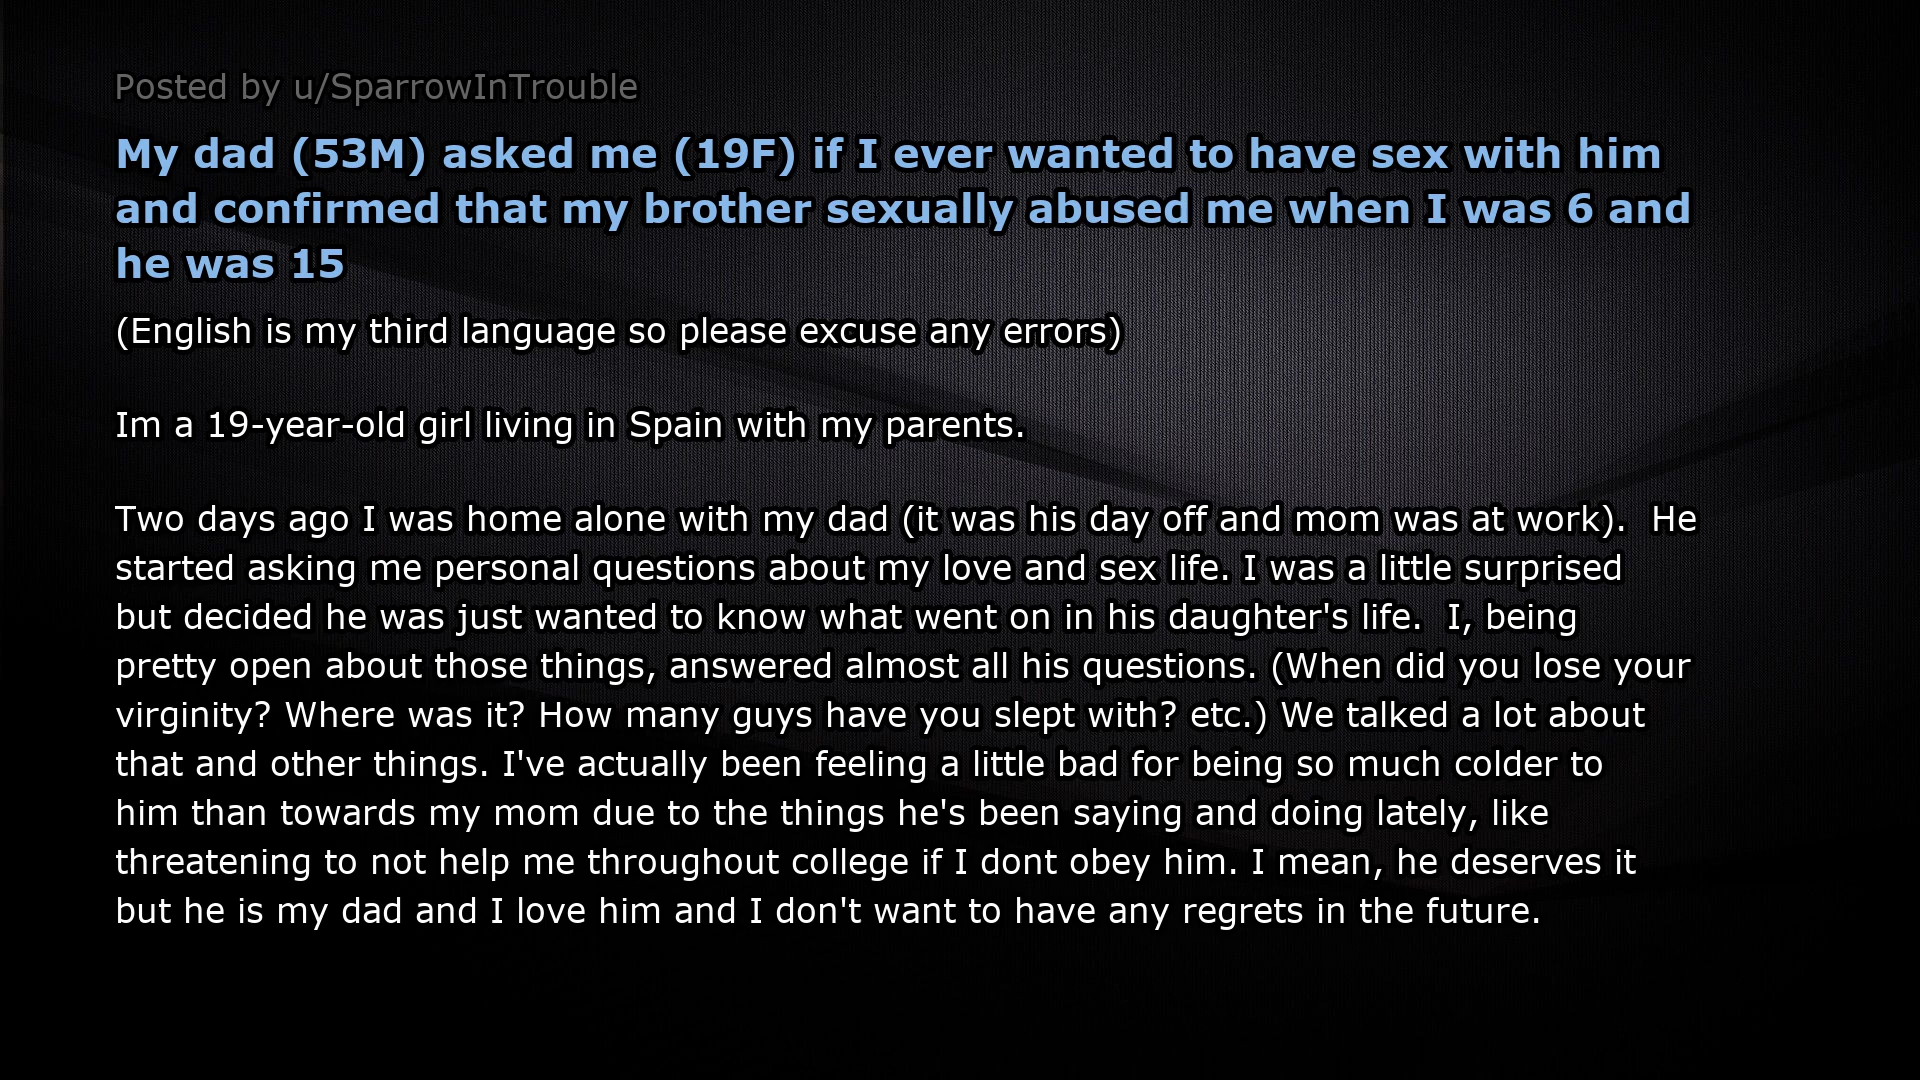 Posted by u/SparrowInTrouble
My dad (53M) asked me (19F) if I ever wanted to have sex with him
and confirmed that my brother sexually abused me when I was 6 and
he was 15
(English is my third language so please excuse any errors)
Im a 19-year-old girl living in Spain with my parents.
Two days ago I was home alone with my dad (it was his day off and mom was at work).  He
started asking me personal questions about my love and sex life. I was a little surprised
but decided he was just wanted to know what went on in his daughter's life.  I, being
pretty open about those things, answered almost all his questions. (When did you lose your
virginity? Where was it? How many guys have you slept with? etc.) We talked a lot about
that and other things. I've actually been feeling a little bad for being so much colder to
him than towards my mom due to the things he's been saying and doing lately, like
threatening to not help me throughout college if I dont obey him. I mean, he deserves it
but he is my dad and I love him and I don't want to have any regrets in the future.